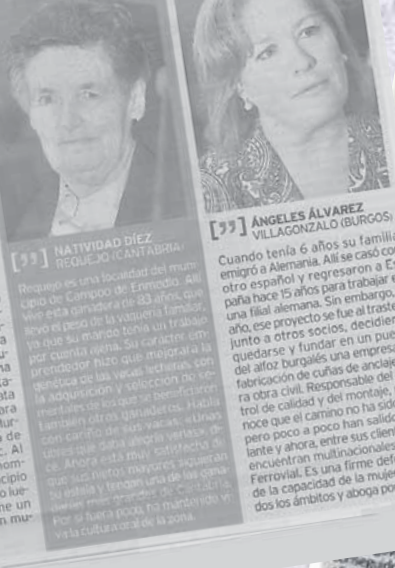 [❜❜] NATIVIDAD DÍEZ
REQUEJO (CANTABRIA)
Requejo es una localidad del muni-
cipio de Campoo de Enmedio. Allí
vive esta ganadera de 83 años, que
llevó el peso de la vaquería familiar
ya que su marido tenía un trabajo
por cuenta ajena. Su carácter em-
prendedor hizo que mejorara la
genética de las vacas lecheras, con
la adquisición y selección de se-
mentales con los que se beneficiaron
también otros ganaderos. Habla
con cariño de sus vacas. «Unas
ubres que daba alegría verlas», di-
ce. Ahora está muy satisfecha de
que sus nietos mayores siguieran
su estela y tengan una de las gana-
derías más grandes de Cantabria.
Por si fuera poco, ha mantenido vi-
va la cultura oral de la zona.
[❜❜] ÁNGELES ÁLVAREZ
VILLAGONZALO (BURGOS)
Cuando tenía 6 años su familia
emigró a Alemania. Allí se casó co
otro español y regresaron a Es
paña hace 15 años para trabajar e
una filial alemana. Sin embargo,
año, ese proyecto se fue al traste
junto a otros socios, decidier
quedarse y fundar en un pue
del alfoz burgalés una empresa
fabricación de cuñas de anclaje
ra obra civil. Responsable del
trol de calidad y del montaje,
noce que el camino no ha sido
pero poco a poco han salido
lante y ahora, entre sus client
encuentran multinacionales
Ferrovial. Es una firme defe
de la capacidad de la mujer
dos los ámbitos y aboga por